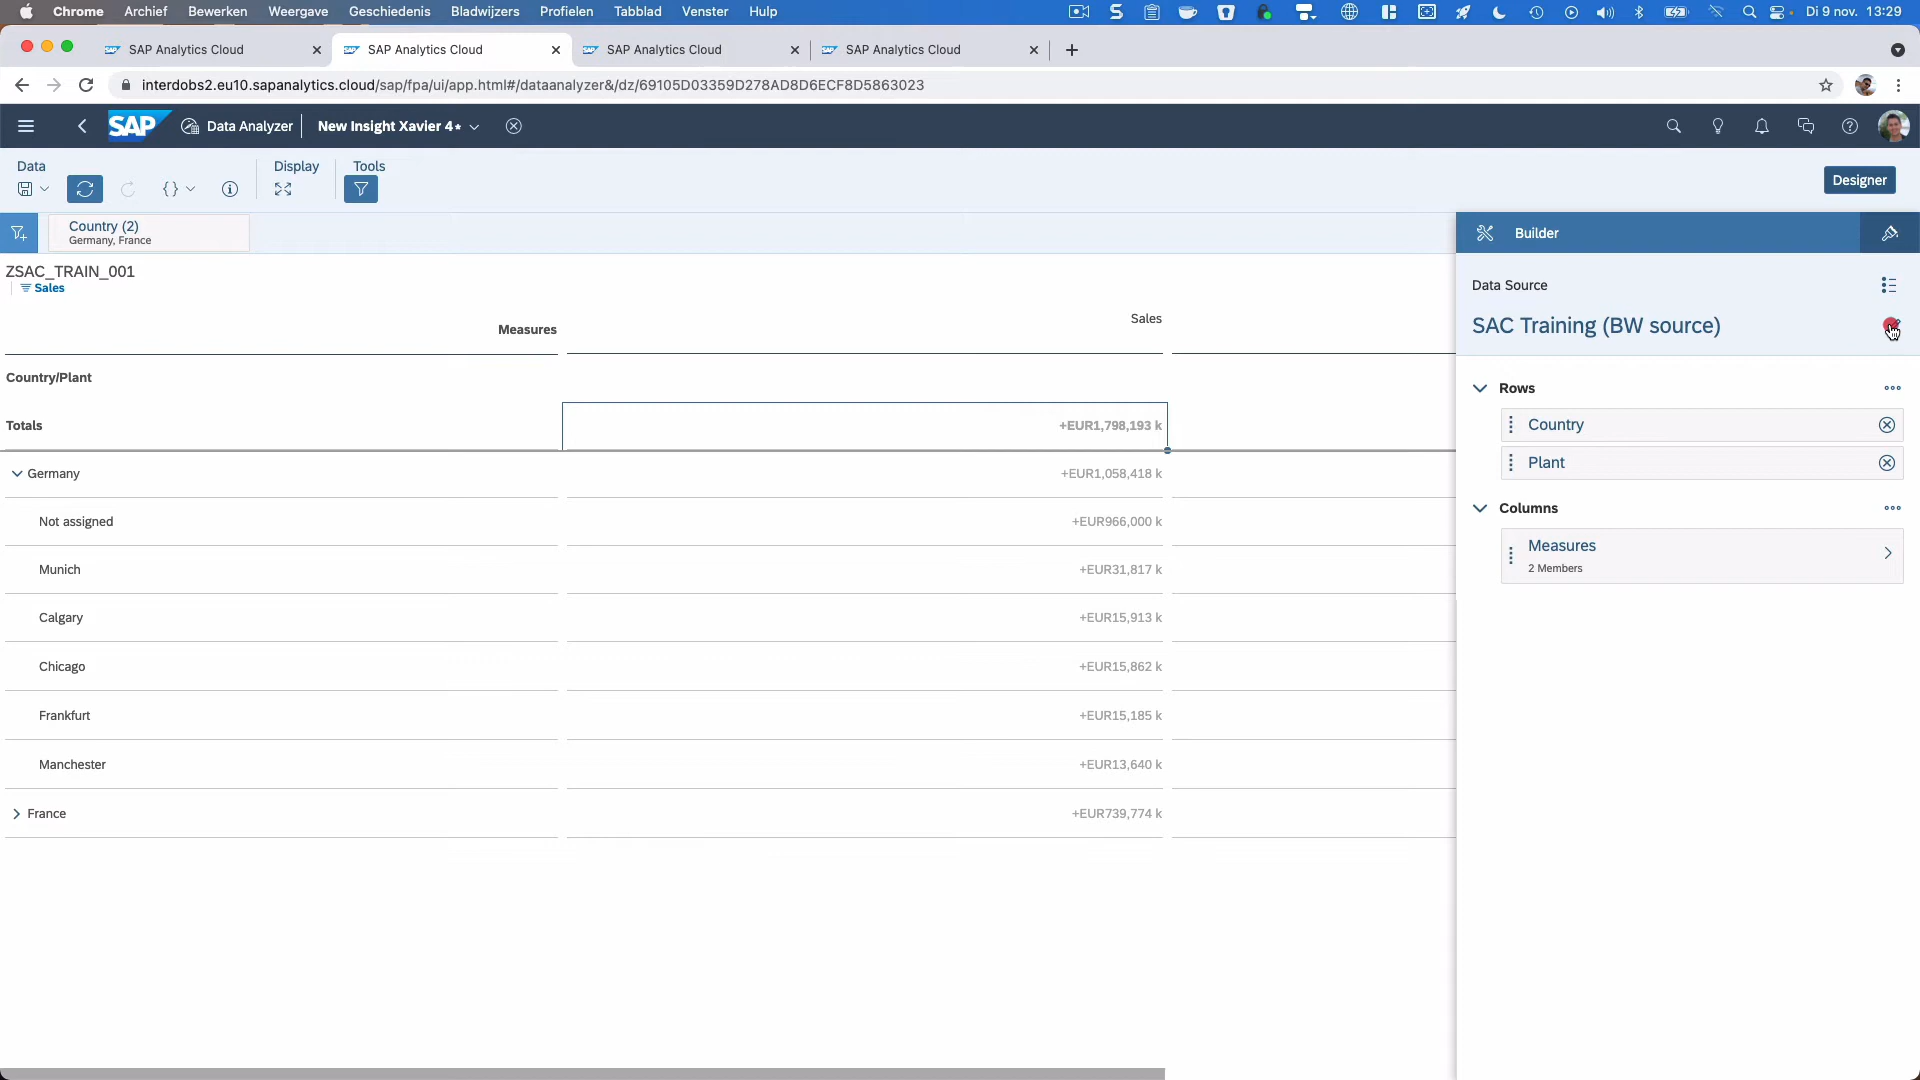 Chrome Archief Bewerken Weergave Geschiedenis Bladwijzers Profielen Tabblad Venster Hulp Di 9 nov. 13:29
SAP Analytics Cloud SAP Analytics Cloud SAP Analytics Cloud SAP Analytics Cloud
interdobs2.eu10.sapanalytics.cloud/sap/fpa/ui/app.html#/dataanalyzer&/dz/69105D03359D278AD8D6ECF8D5863023
SAP Data Analyzer New Insight Xavier 4*
Data Display Tools
Designer
Country (2)
Germany, France
Builder
ZSAC_TRAIN_001
Sales
Data Source
SAC Training (BW source)
Measures Sales
Country/Plant
Totals +EUR1,798,193 k
Germany +EUR1,058,418 k
Not assigned +EUR966,000 k
Munich +EUR31,817 k
Calgary +EUR15,913 k
Chicago +EUR15,862 k
Frankfurt +EUR15,185 k
Manchester +EUR13,640 k
France +EUR739,774 k
Rows
Country
Plant
Columns
Measures
2 Members